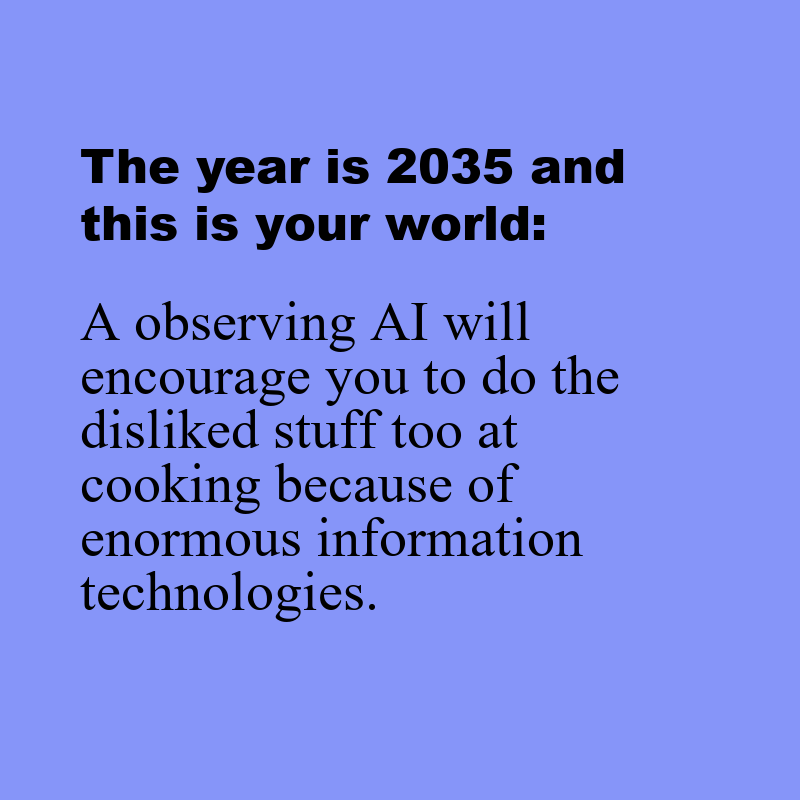 The year is 2035 and
this is your world:
A observing AI will
encourage you to do the
disliked stuff too at
cooking because of
enormous information
technologies.